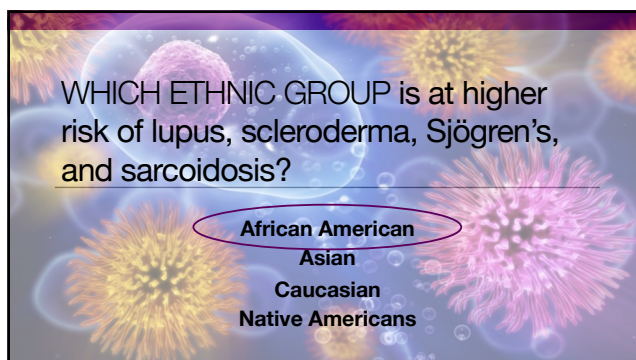 WHICH ETHNIC GROUP is at higher
risk of lupus, scleroderma, Sjögren's,
and sarcoidosis?
African American
Asian
Caucasian
Native Americans